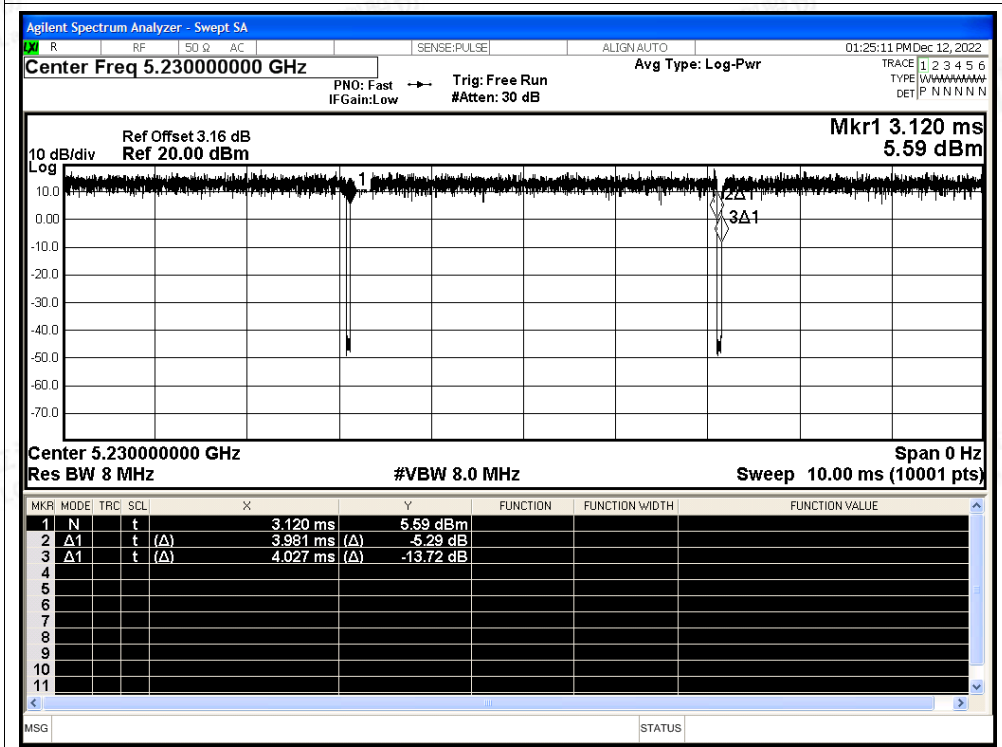 Agilent Spectrum Analyzer - Swept SA
LXI R RF 50 Ω AC SENSE:PULSE ALIGN AUTO 01:25:11 PM Dec 12, 2022
Center Freq 5.230000000 GHz Avg Type: Log-Pwr TRACE 1 2 3 4 5 6
PNO: Fast Trig: Free Run TYPE WWWWWW
IFGain:Low #Atten: 30 dB DET P N N N N N
Mkr1 3.120 ms
Ref Offset 3.16 dB
10 dB/div Ref 20.00 dBm 5.59 dBm
Log
1
10.0
2Δ1
0.00
3Δ1
-10.0
-20.0
-30.0
-40.0
-50.0
-60.0
-70.0
Center 5.230000000 GHz Span 0 Hz
Res BW 8 MHz #VBW 8.0 MHz Sweep 10.00 ms (10001 pts)
MKR MODE TRC SCL X Y FUNCTION FUNCTION WIDTH FUNCTION VALUE
1 N t 3.120 ms 5.59 dBm
2 Δ1 t (Δ) 3.981 ms (Δ) -5.29 dB
3 Δ1 t (Δ) 4.027 ms (Δ) -13.72 dB
4
5
6
7
8
9
10
11
MSG STATUS